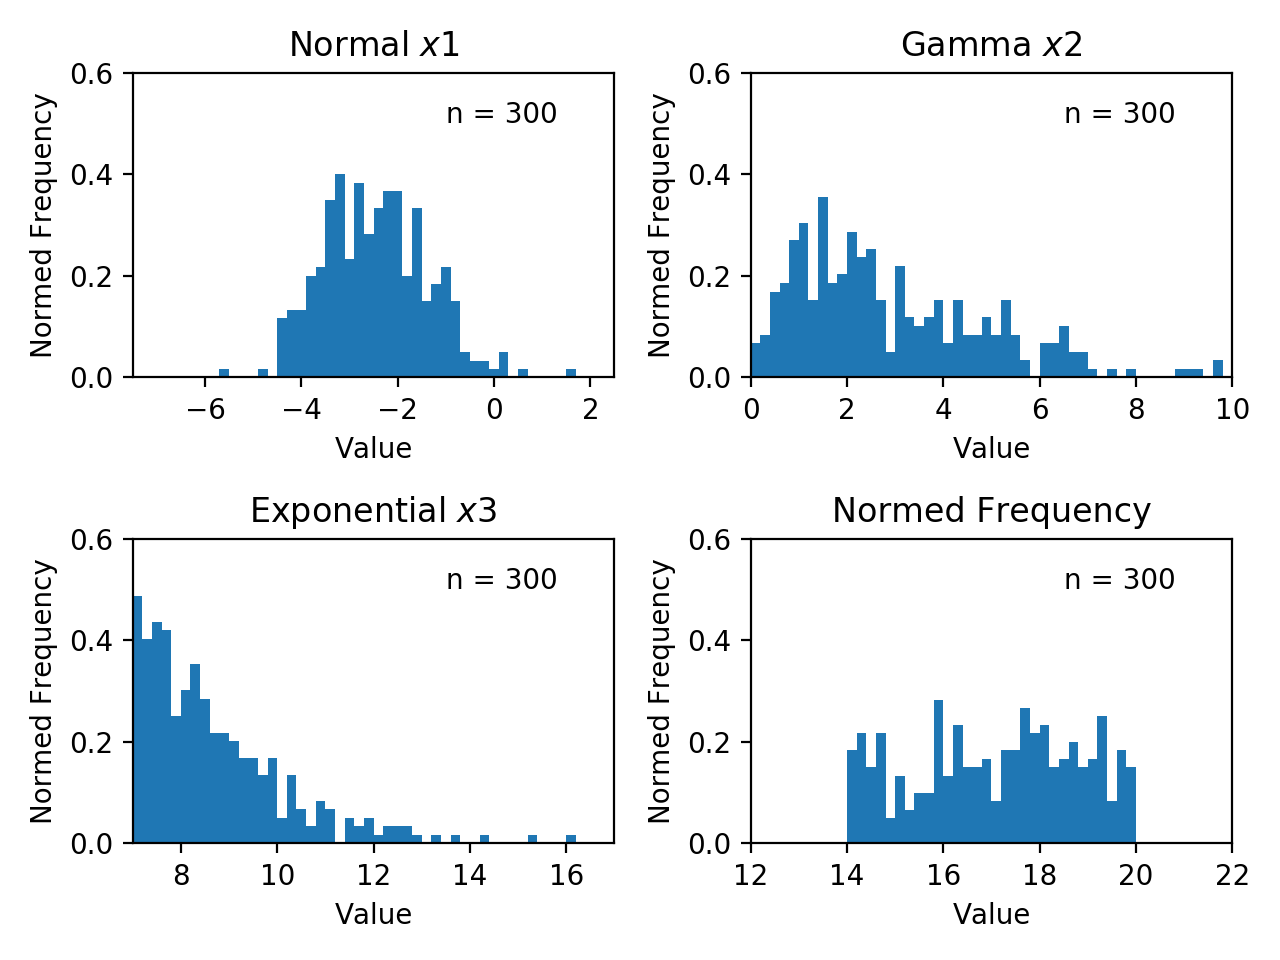 Normal x1
n = 300
Normed Frequency
0.6
0.4
0.2
0.0
−6 −4 −2 0 2
Value
Gamma x2
n = 300
Normed Frequency
0.6
0.4
0.2
0.0
0 2 4 6 8 10
Value
Exponential x3
n = 300
Normed Frequency
0.6
0.4
0.2
0.0
8 10 12 14 16
Value
Normed Frequency
n = 300
Normed Frequency
0.6
0.4
0.2
0.0
12 14 16 18 20 22
Value